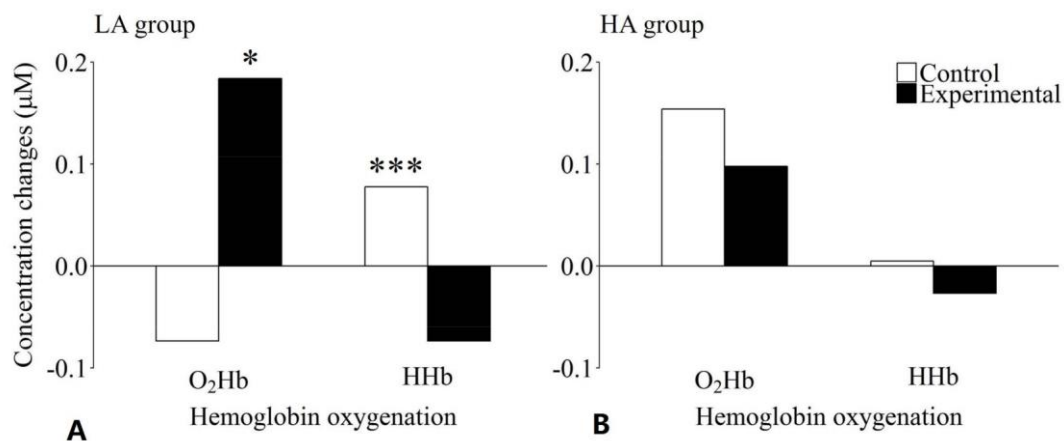 LA group
HA group
Concentration changes (μM)
0.2
0.1
0.0
-0.1
*
***
O₂Hb
HHb
Hemoglobin oxygenation
A
0.2
0.1
0.0
-0.1
Control
Experimental
O₂Hb
HHb
Hemoglobin oxygenation
B